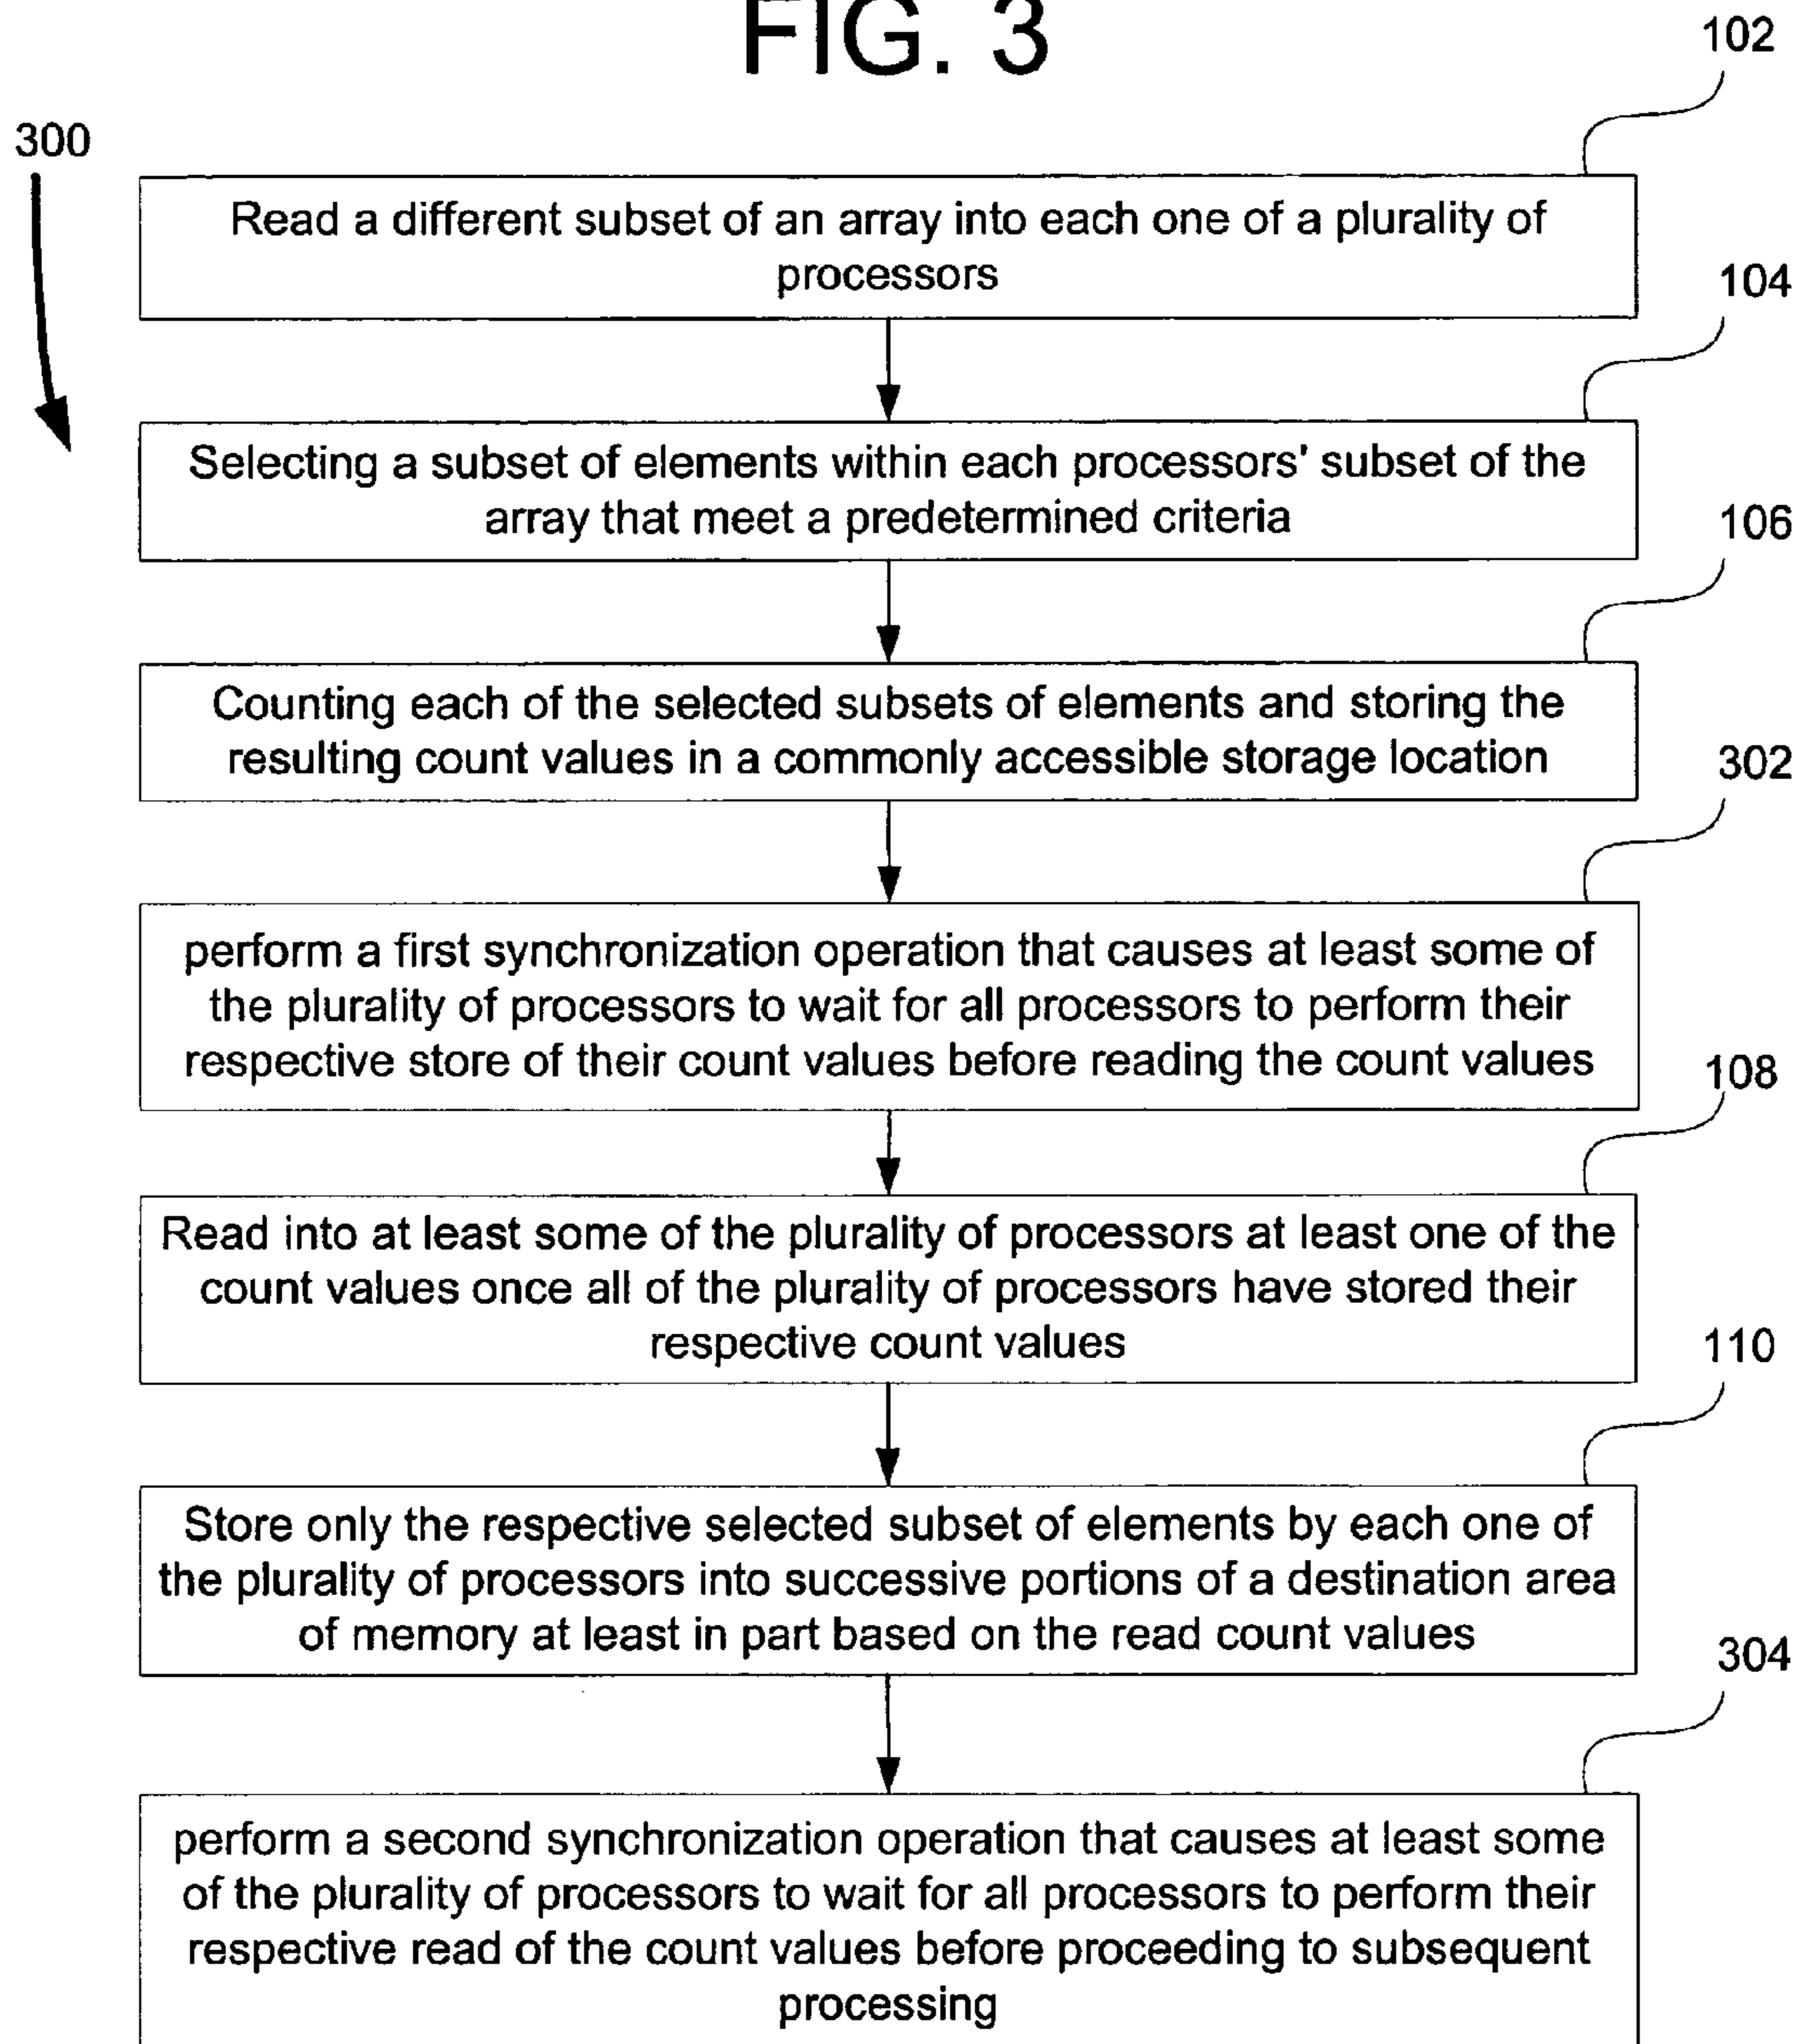 FIG. 3
102
300
Read a different subset of an array into each one of a plurality of
processors
104
Selecting a subset of elements within each processors' subset of the
array that meet a predetermined criteria
106
Counting each of the selected subsets of elements and storing the
resulting count values in a commonly accessible storage location
302
perform a first synchronization operation that causes at least some of
the plurality of processors to wait for all processors to perform their
respective store of their count values before reading the count values
108
Read into at least some of the plurality of processors at least one of the
count values once all of the plurality of processors have stored their
respective count values
110
Store only the respective selected subset of elements by each one of
the plurality of processors into successive portions of a destination area
of memory at least in part based on the read count values
304
perform a second synchronization operation that causes at least some
of the plurality of processors to wait for all processors to perform their
respective read of the count values before proceeding to subsequent
processing